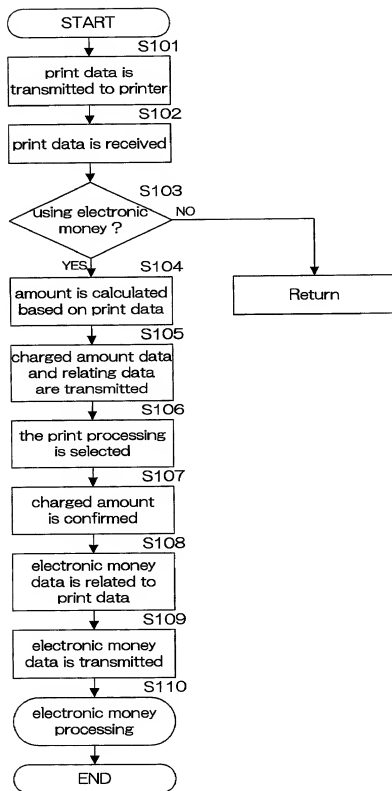 START
S101
print data is
transmitted to printer
S102
print data is received
S103
using electronic
money ?
NO
YES
S104
amount is calculated
based on print data
Return
S105
charged amount data
and relating data
are transmitted
S106
the print processing
is selected
S107
charged amount
is confirmed
S108
electronic money
data is related to
print data
S109
electronic money
data is transmitted
S110
electronic money
processing
END